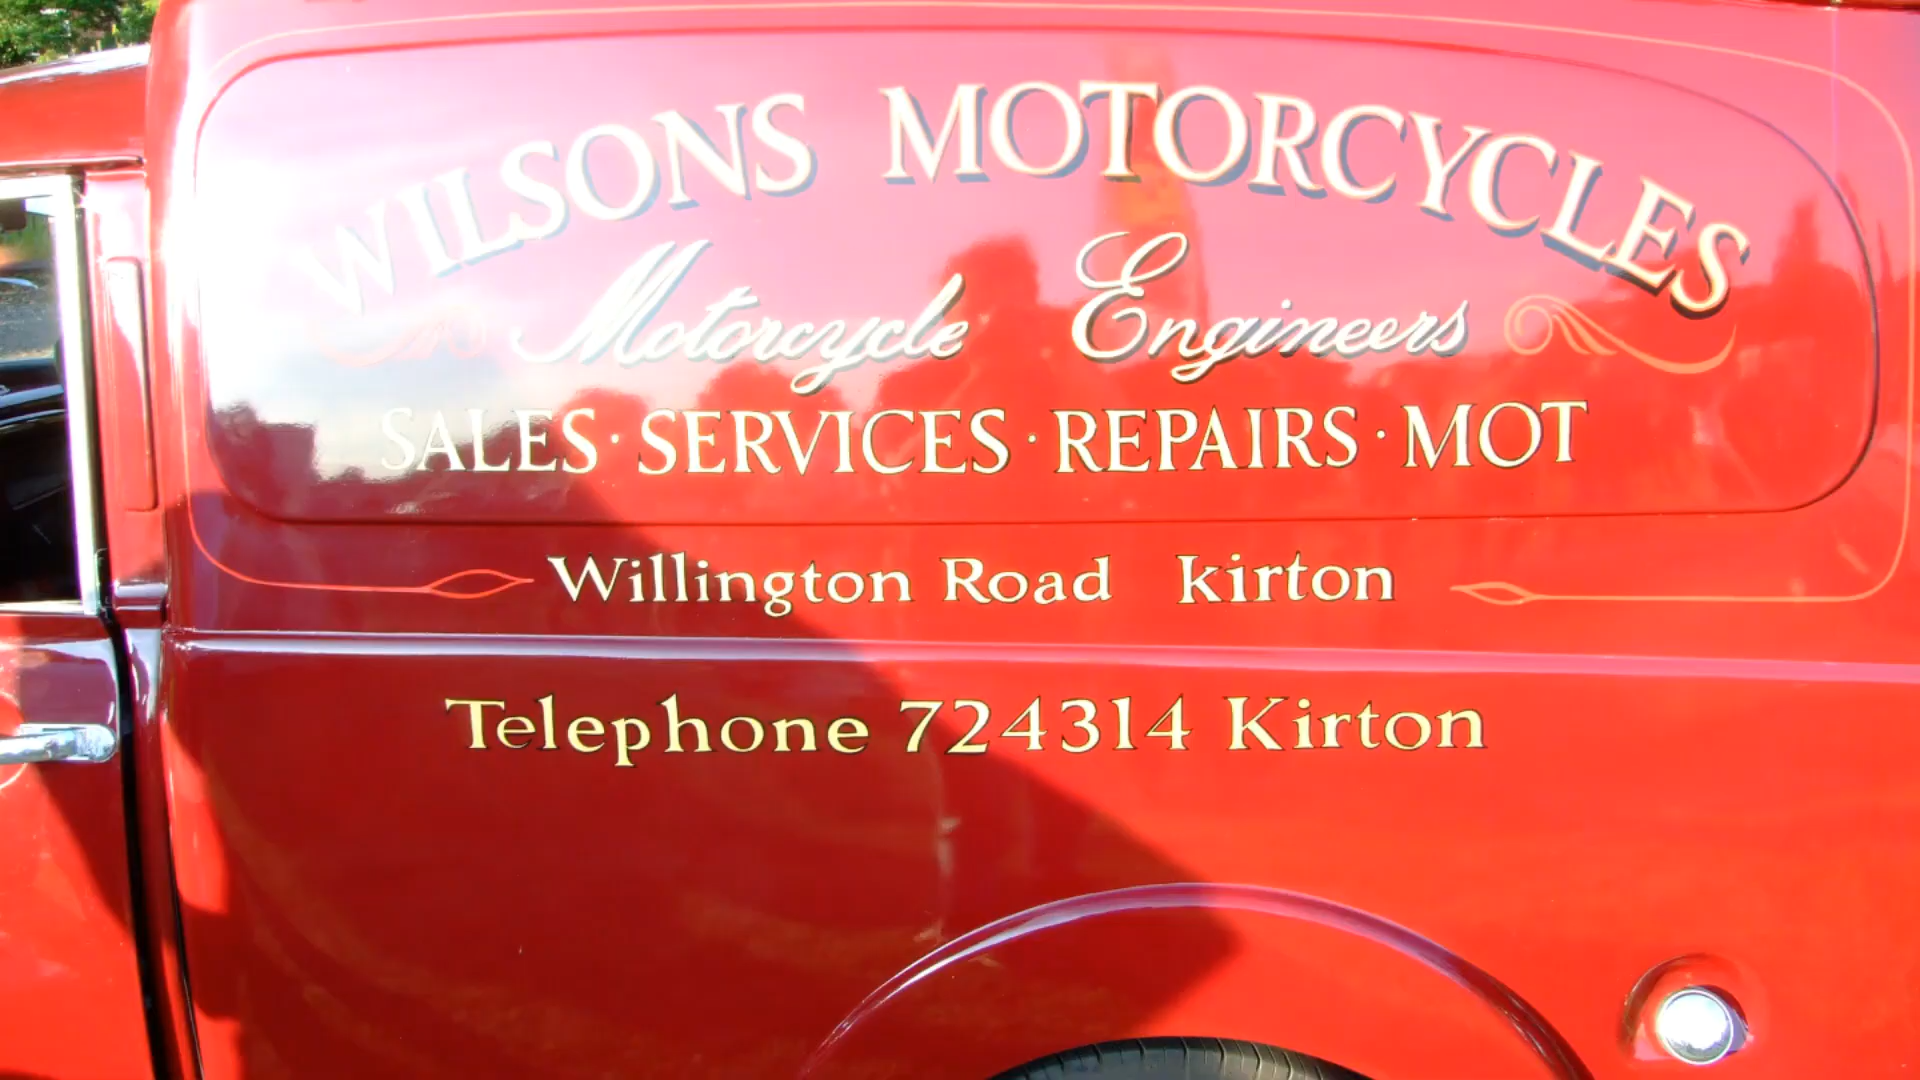 WILSONS MOTORCYCLES
Motorcycle Engineers
SALES · SERVICES · REPAIRS · MOT
Willington Road kirton
Telephone 724314 Kirton